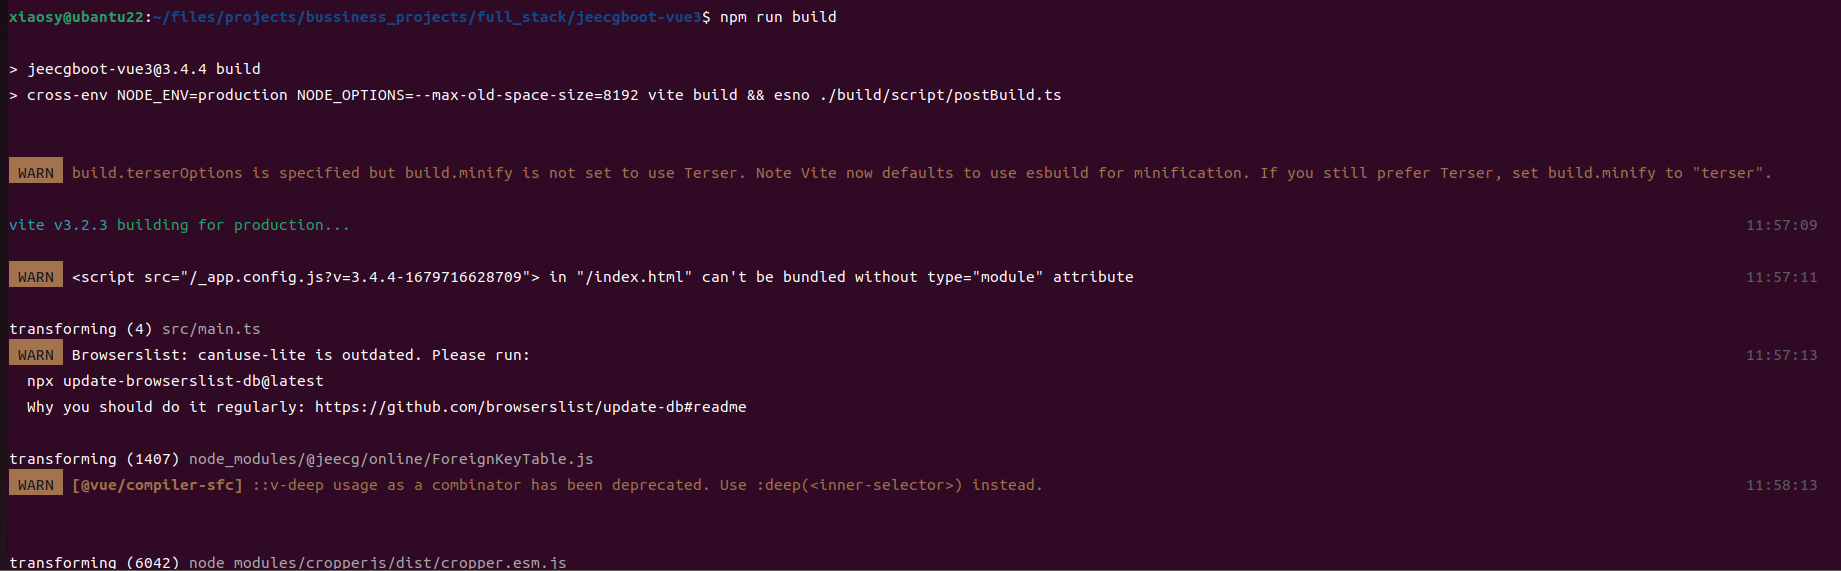 xiaosy@ubantu22:~/files/projects/bussiness_projects/full_stack/jeecgboot-vue3$ npm run build
> jeecgboot-vue3@3.4.4 build
> cross-env NODE_ENV=production NODE_OPTIONS=--max-old-space-size=8192 vite build && esno ./build/script/postBuild.ts
WARN build.terserOptions is specified but build.minify is not set to use Terser. Note Vite now defaults to use esbuild for minification. If you still prefer Terser, set build.minify to "terser".
vite v3.2.3 building for production... 11:57:09
WARN <script src="/_app.config.js?v=3.4.4-1679716628709"> in "/index.html" can't be bundled without type="module" attribute 11:57:11
transforming (4) src/main.ts
WARN Browserslist: caniuse-lite is outdated. Please run: 11:57:13
npx update-browserslist-db@latest
Why you should do it regularly: https://github.com/browserslist/update-db#readme
transforming (1407) node_modules/@jeecg/online/ForeignKeyTable.js
WARN [@vue/compiler-sfc] ::v-deep usage as a combinator has been deprecated. Use :deep(<inner-selector>) instead. 11:58:13
transforming (6042) node_modules/cropperjs/dist/cropper.esm.js